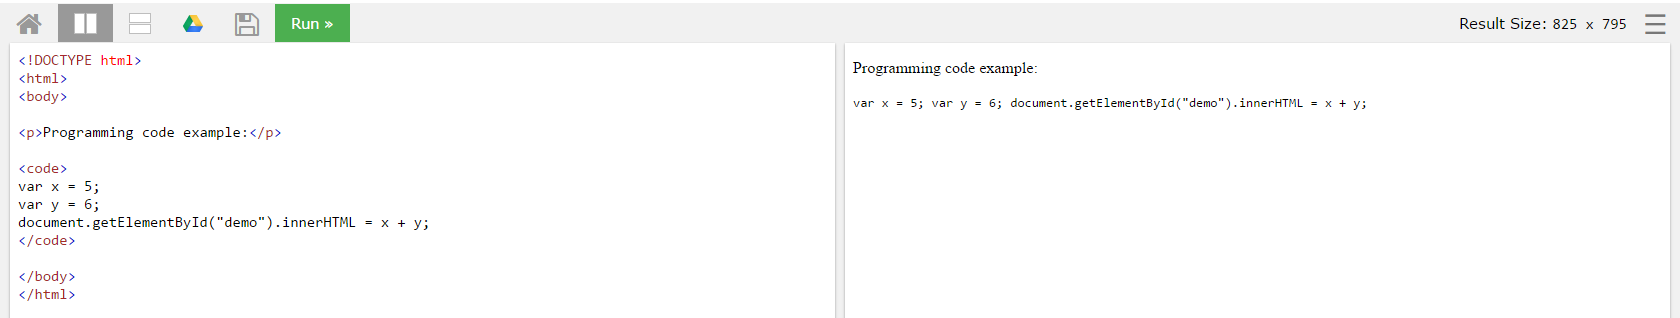 Run »
Result Size: 825 x 795
<!DOCTYPE html>
<html>
<body>
<p>Programming code example:</p>
<code>
var x = 5;
var y = 6;
document.getElementById("demo").innerHTML = x + y;
</code>
</body>
</html>
Programming code example:
var x = 5; var y = 6; document.getElementById("demo").innerHTML = x + y;